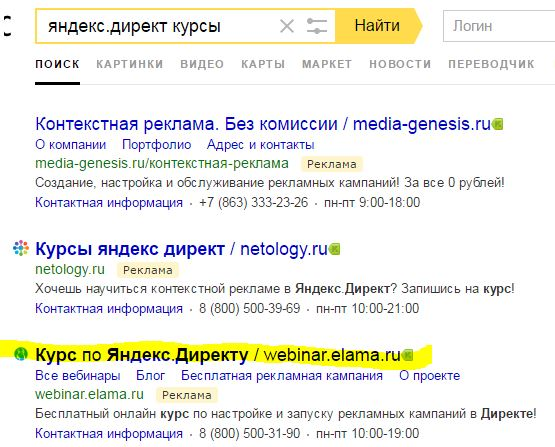 яндекс.директ курсы
Найти
Логин
ПОИСК КАРТИНКИ ВИДЕО КАРТЫ МАРКЕТ НОВОСТИ ПЕРЕВОДЧИК
Контекстная реклама. Без комиссии / media-genesis.ru
О компании Портфолио Адрес и контакты
media-genesis.ru/контекстная-реклама Реклама
Создание, настройка и обслуживание рекламных кампаний! За все 0 рублей!
Контактная информация · +7 (863) 333-23-26 · пн-пт 9:00-18:00
Курсы яндекс директ / netology.ru
netology.ru Реклама
Хочешь научиться контекстной рекламе в Яндекс.Директ? Запишись на курс!
Контактная информация · 8 (800) 500-39-69 · пн-пт 10:00-21:00
Курс по Яндекс.Директу / webinar.elama.ru
Все вебинары Блог Бесплатная рекламная кампания О проекте
webinar.elama.ru Реклама
Бесплатный онлайн курс по настройке и запуску рекламных кампаний в Директе!
Контактная информация · 8 (800) 500-31-90 · пн-пт 10:00-19:00